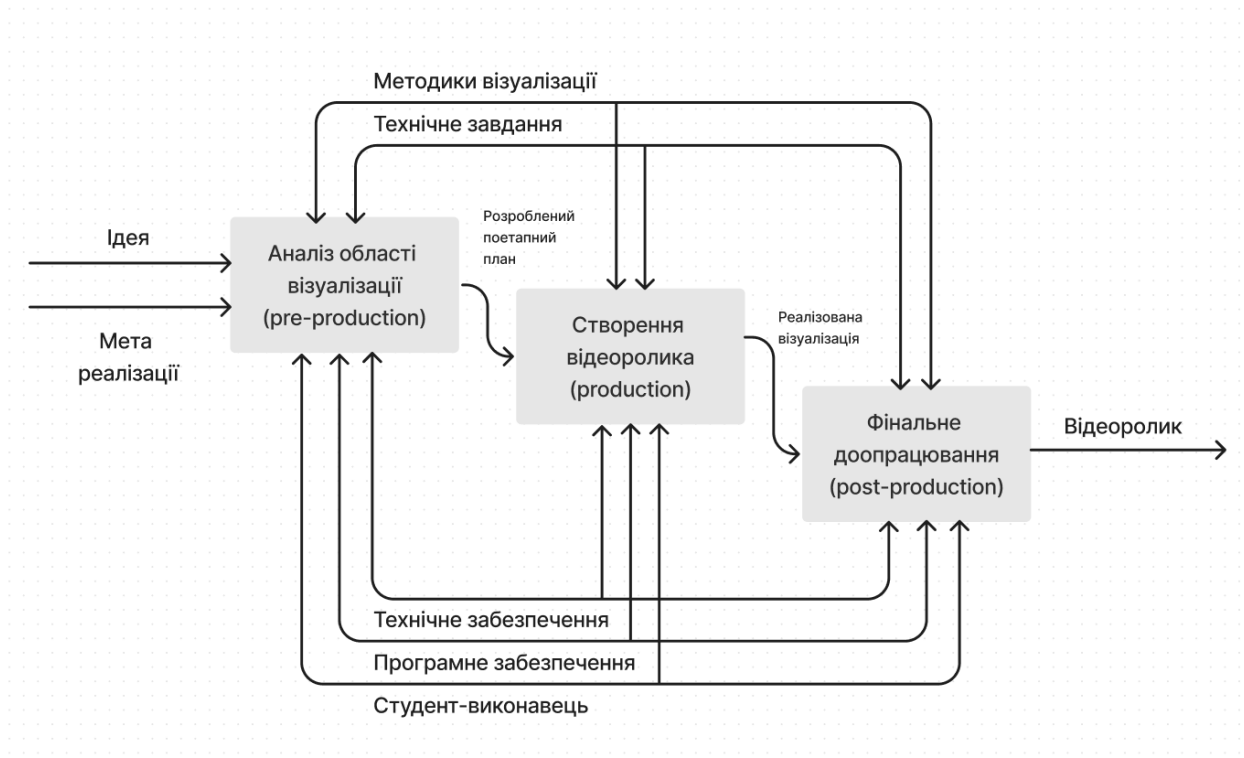 Методики візуалізації
Технічне завдання
Ідея
Мета
реалізації
Аналіз області
візуалізації
(pre-production)
Розроблений
поетапний
план
Створення
відеоролика
(production)
Реалізована
візуалізація
Фінальне
доопрацювання
(post-production)
Відеоролик
Технічне забезпечення
Програмне забезпечення
Студент-виконавець